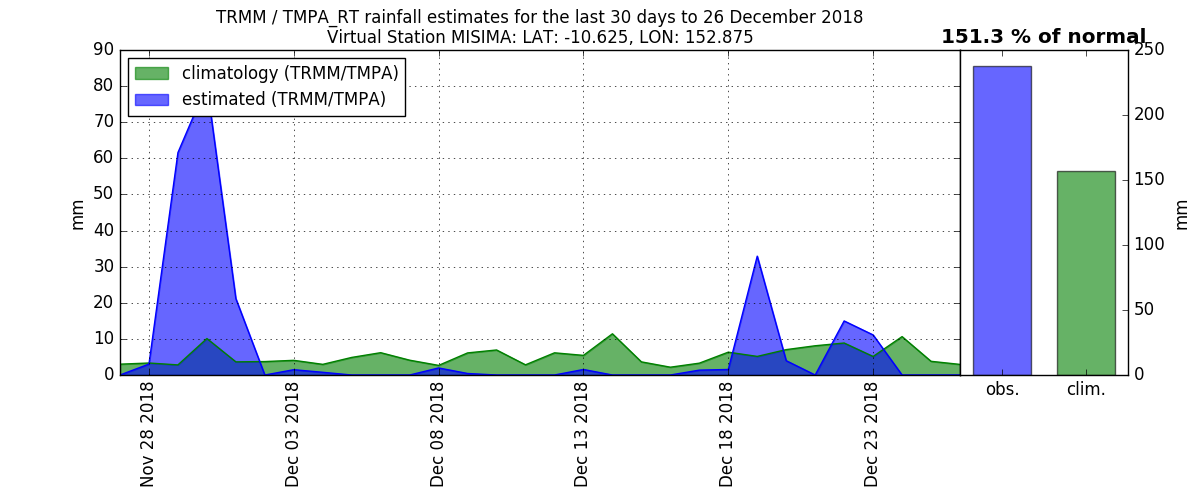 TRMM / TMPA_RT rainfall estimates for the last 30 days to 26 December 2018
Virtual Station MISIMA: LAT: -10.625, LON: 152.875
151.3 % of normal
climatology (TRMM/TMPA)
estimated (TRMM/TMPA)
90
80
70
60
50
40
30
20
10
0
mm
Nov 28 2018
Dec 03 2018
Dec 08 2018
Dec 13 2018
Dec 18 2018
Dec 23 2018
250
200
150
100
50
0
mm
obs.
clim.